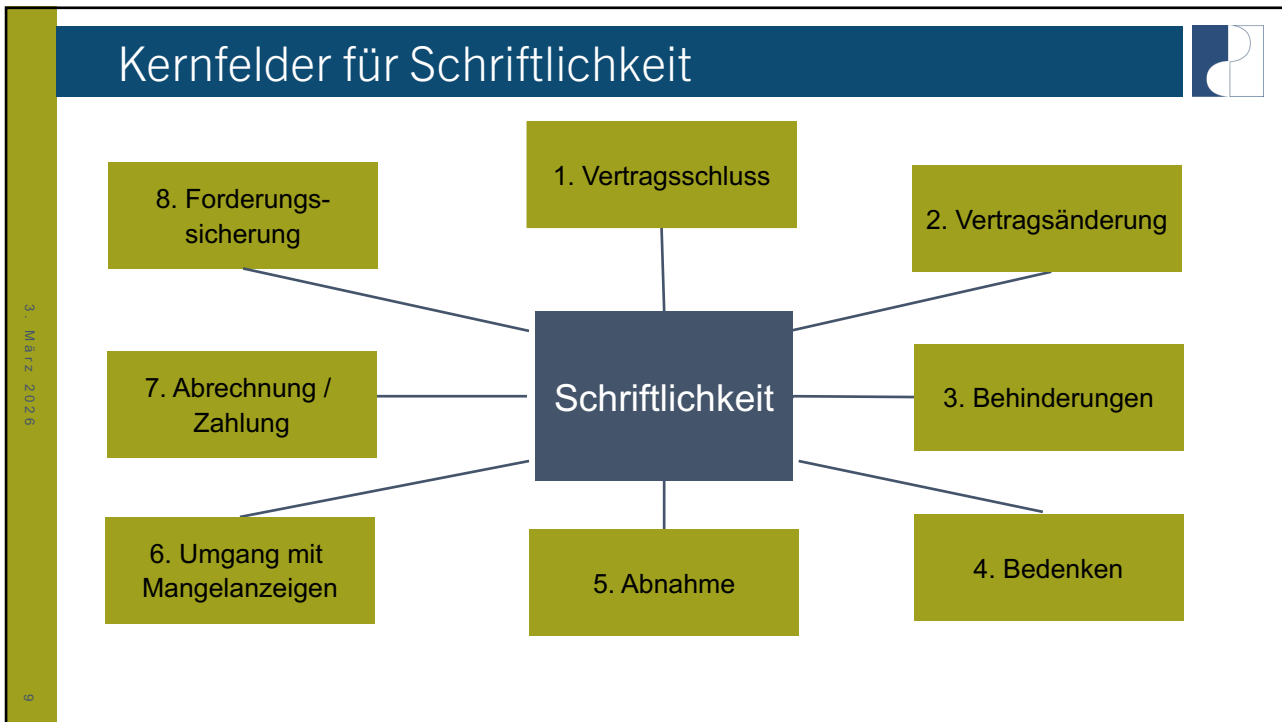 Kernfelder für Schriftlichkeit
1. Vertragsschluss
2. Vertragsänderung
3. Behinderungen
4. Bedenken
5. Abnahme
6. Umgang mit
Mangelanzeigen
7. Abrechnung /
Zahlung
8. Forderungs-
sicherung
Schriftlichkeit
3. März 2026
9